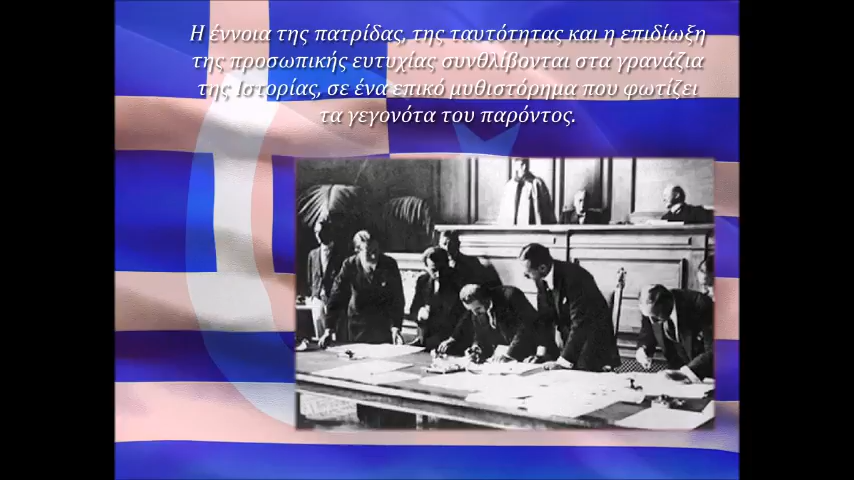 Η έννοια της πατρίδας, της ταυτότητας και η επιδίωξη
της προσωπικής ευτυχίας συνθλίβονται στα γρανάζια
της Ιστορίας, σε ένα επικό μυθιστόρημα που φωτίζει
τα γεγονότα του παρόντος.